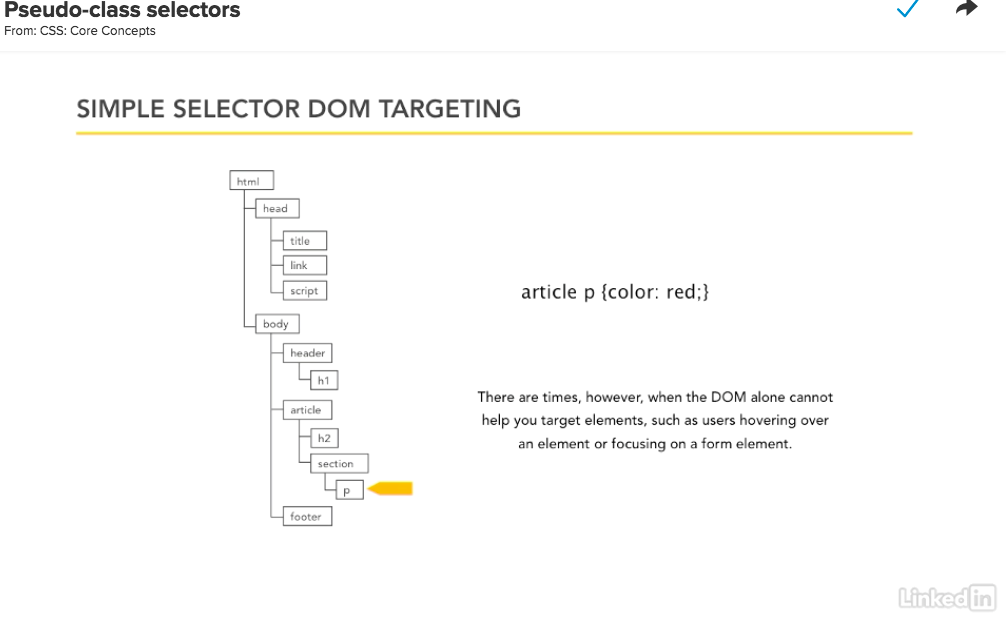 Pseudo-class selectors
From: CSS: Core Concepts
SIMPLE SELECTOR DOM TARGETING
html
head
title
link
script
body
header
h1
article
h2
section
p
footer
article p {color: red;}
There are times, however, when the DOM alone cannot
help you target elements, such as users hovering over
an element or focusing on a form element.
Linked in